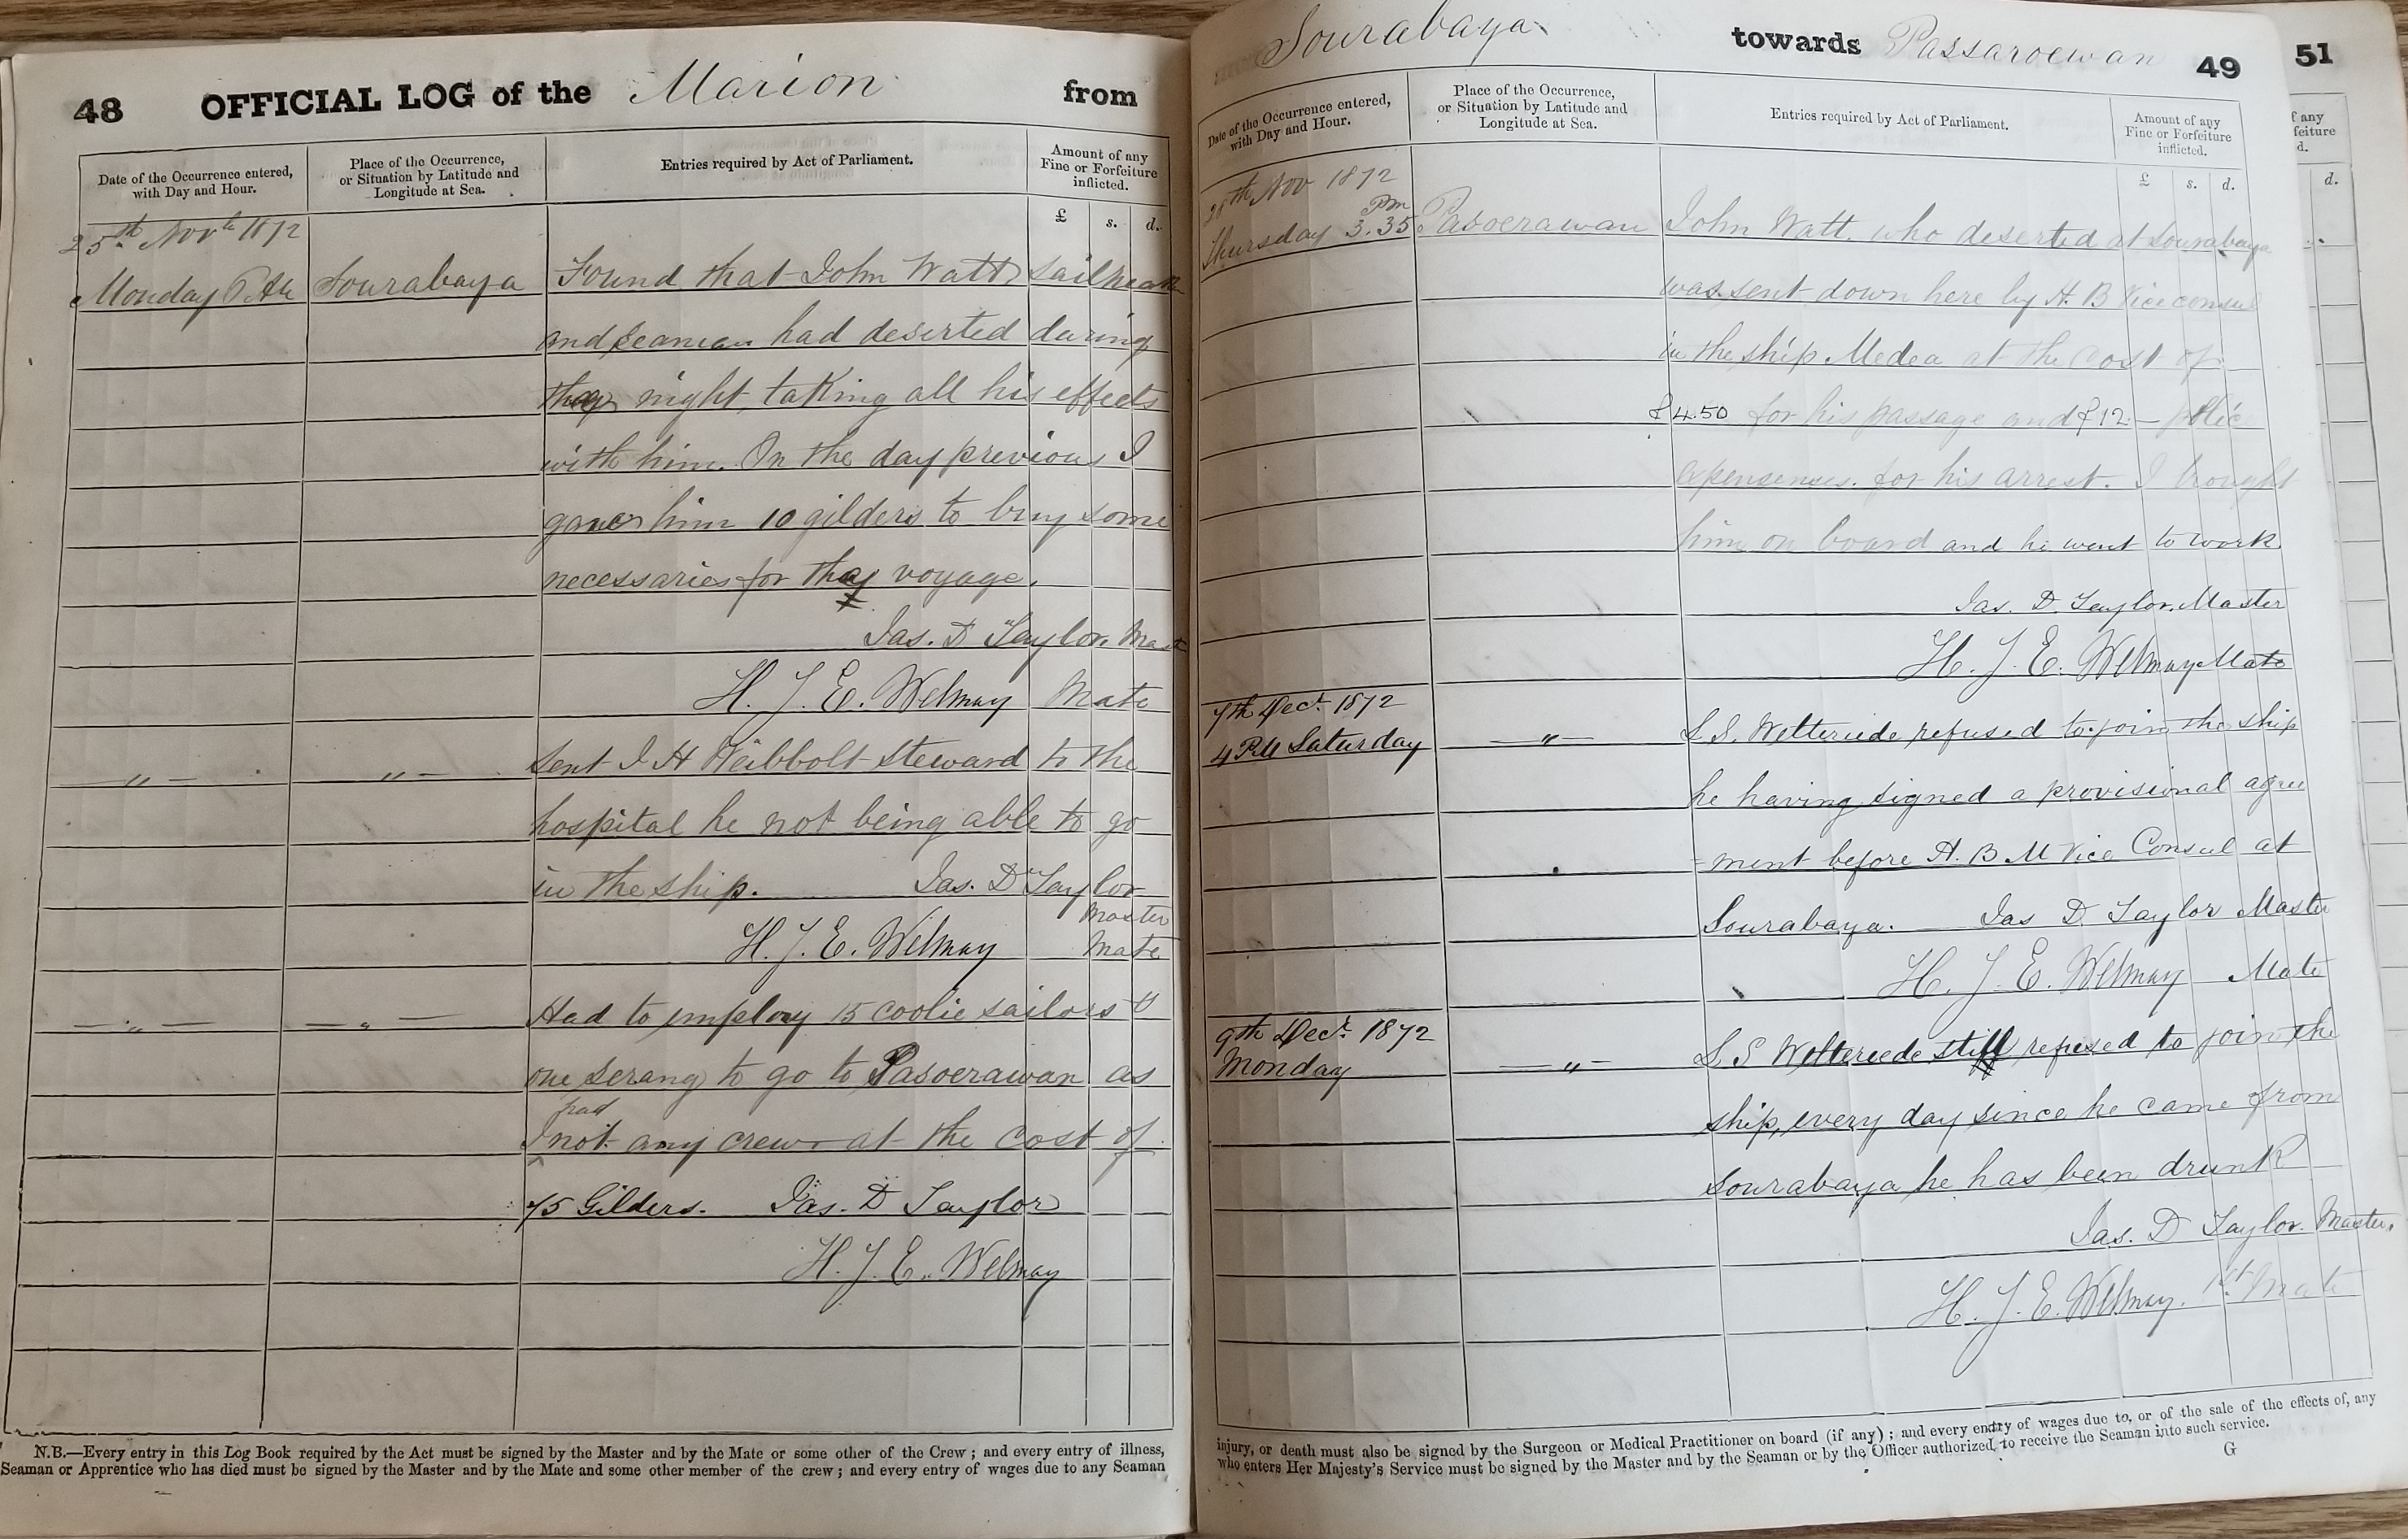 48 OFFICIAL LOG of the Marion from
Date of the Occurrence entered,
with Day and Hour.
Place of the Occurrence,
or Situation by Latitude and
Longitude at Sea.
Entries required by Act of Parliament.
Amount of any
Fine or Forfeiture
inflicted.
£ s. d.
25th Novr 1872
Monday Sourabaya Found that John Watt sailmak
and seaman had deserted during
the night, taking all his effects
with him. On the day previous I
gave him 10 gilders to buy some
necessaries for the voyage.
Jas. D Taylor Mast
H. J. E. Welmay Mate
—„— —„— Sent J H Weibbolt steward to the
hospital he not being able to go
in the ship. Jas. D Taylor
Master
H. J. E. Welmay Mate
—„— —„— Had to employ 15 coolie sailors &
one serang to go to Pasoerawan as
had
I not any crew at the cost of
75 Gilders. Jas. D Taylor
H. J. E. Welmay
N.B.—Every entry in this Log Book required by the Act must be signed by the Master and by the Mate or some other of the Crew; and every entry of illness,
Seaman or Apprentice who has died must be signed by the Master and by the Mate and some other member of the crew; and every entry of wages due to any Seaman
Sourabaya towards Passaroewan 49
Date of the Occurrence entered,
with Day and Hour.
Place of the Occurrence,
or Situation by Latitude and
Longitude at Sea.
Entries required by Act of Parliament.
Amount of any
Fine or Forfeiture
inflicted.
£ s. d.
28th Nov 1872
Pm
Thursday 3.35 Pasoerawan John Watt. who deserted at Sourabaya
was sent down here by H. B Vice consul
in the ship Medea at the cost of
£4.50 for his passage and £12.— police
expensenses. for his arrest. I brought
him on board and he went to work.
Jas. D. Taylor. Master
H. J. E. Welmay Mate
7th Decr. 1872
4 PM Saturday —„— S. S. Wetteriede refused to join the ship
he having signed a provisional agree
=ment before H. B M Vice Consul at
Sourabaya. Jas D Taylor Master
H. J. E. Welmay Mate
9th Decr. 1872
Monday —„— S. S Wetteriede still refused to join the
ship, every day since he came from
Sourabaya he has been drunk
Jas. D Taylor. Master.
H. J. E. Welmay. 1st Mate
injury, or death must also be signed by the Surgeon or Medical Practitioner on board (if any); and every entry of wages due to, or of the sale of the effects of, any
who enters Her Majesty's Service must be signed by the Master and by the Seaman or by the Officer authorized to receive the Seaman into such service.
G
51
f any
feiture
d.
d.